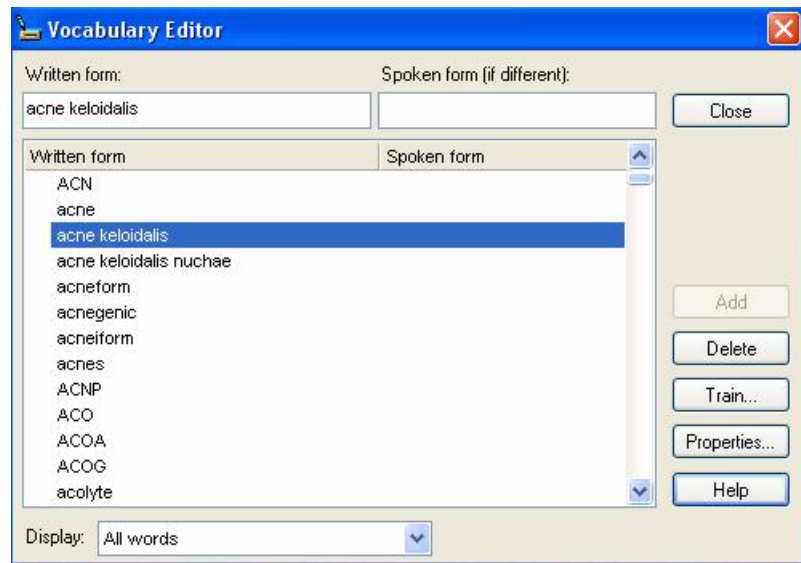 Vocabulary Editor
Written form: Spoken form (if different):
acne keloidalis Close
Written form Spoken form
ACN
acne
acne keloidalis
acne keloidalis nuchae
acneform
acnegenic
acneiform
acnes
ACNP
ACO
ACOA
ACOG
acolyte
Add
Delete
Train...
Properties...
Help
Display: All words